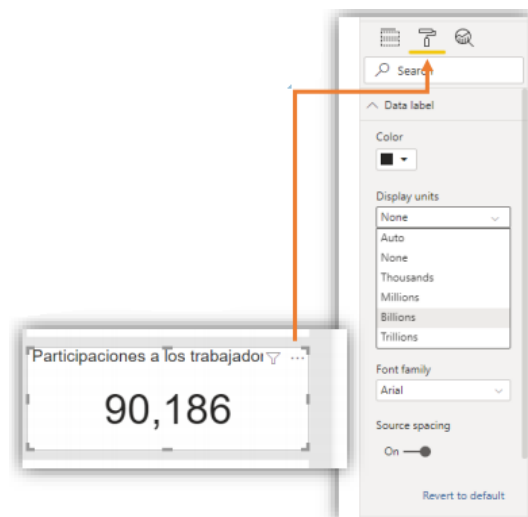 Search
Data label
Color
Display units
None
Auto
None
Thousands
Millions
Billions
Trillions
Font family
Arial
Source spacing
On
Revert to default
Participaciones a los trabajador
90,186